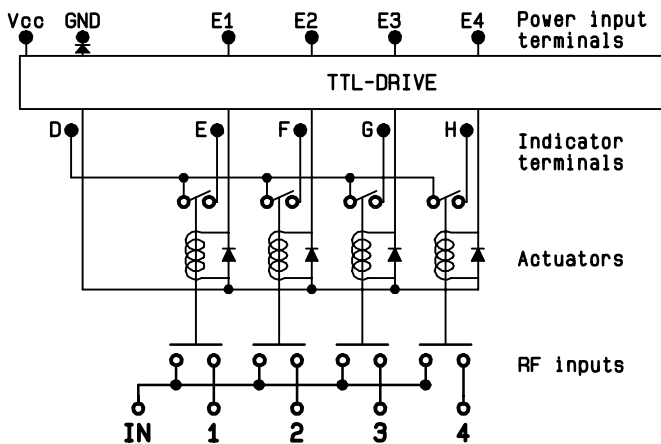 Vcc GND E1 E2 E3 E4 Power input
terminals
TTL-DRIVE
D E F G H Indicator
terminals
Actuators
RF inputs
IN 1 2 3 4